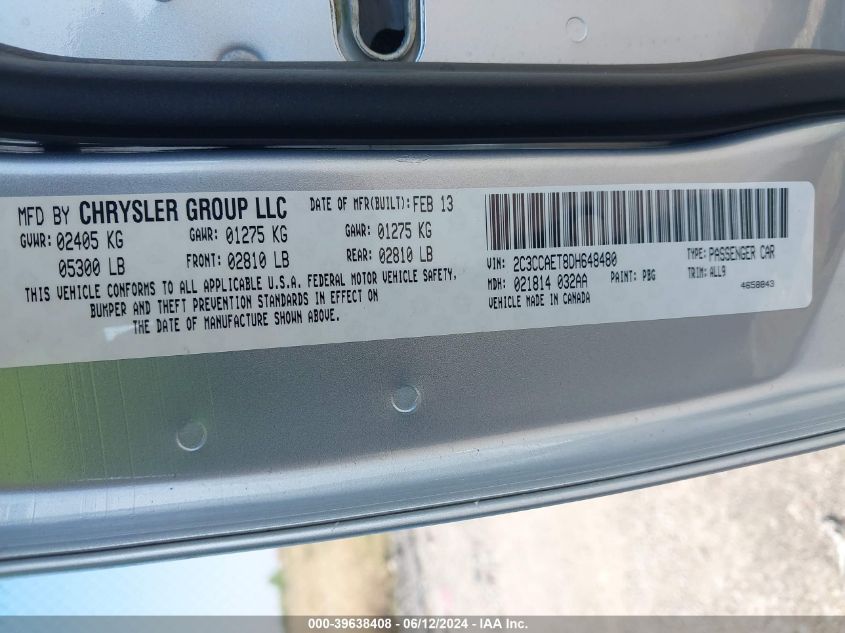 MFD BY CHRYSLER GROUP LLC DATE OF MFR(BUILT): FEB 13
GVWR: 02405 KG GAWR: 01275 KG GAWR: 01275 KG
05300 LB FRONT: 02810 LB REAR: 02810 LB
THIS VEHICLE CONFORMS TO ALL APPLICABLE U.S.A. FEDERAL MOTOR VEHICLE SAFETY,
BUMPER AND THEFT PREVENTION STANDARDS IN EFFECT ON
THE DATE OF MANUFACTURE SHOWN ABOVE.
VIN: 2C3CCAET8DH648480 TYPE: PASSENGER CAR
MDH: 021814 032AA PAINT: PBG TRIM: ALL9
VEHICLE MADE IN CANADA 4658843
000-39638408 - 06/12/2024 - IAAI Inc.